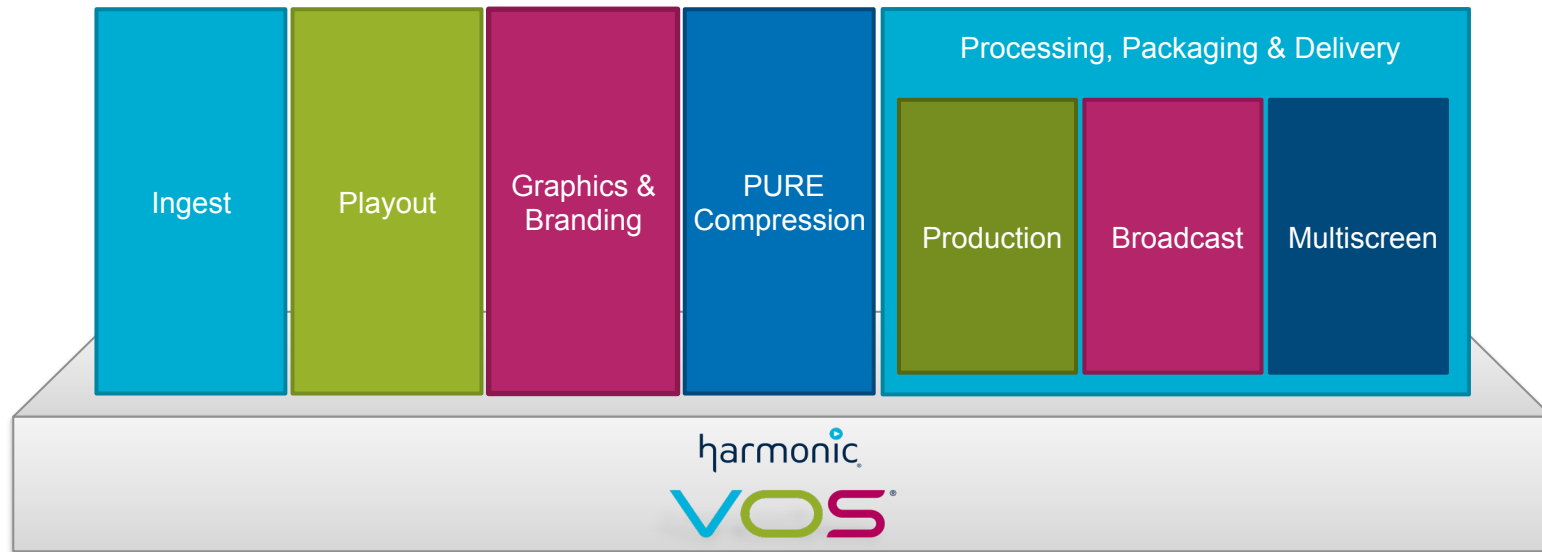 Processing, Packaging & Delivery
Ingest
Playout
Graphics &
Branding
PURE
Compression
Production
Broadcast
Multiscreen
harmonic®
VOS®